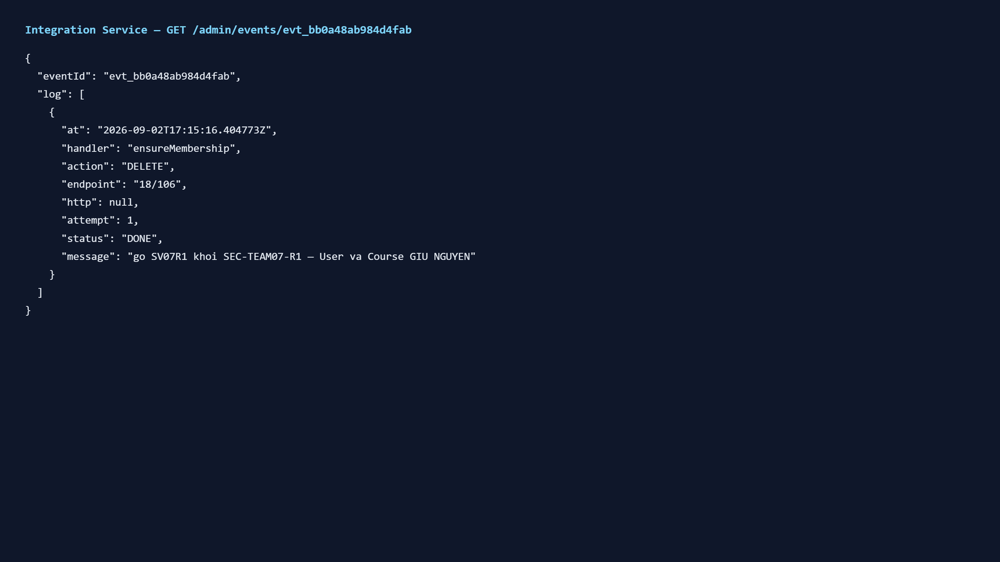 Integration Service — GET /admin/events/evt_bb0a48ab984d4fab
{
  "eventId": "evt_bb0a48ab984d4fab",
  "log": [
    {
      "at": "2026-09-02T17:15:16.404773Z",
      "handler": "ensureMembership",
      "action": "DELETE",
      "endpoint": "18/106",
      "http": null,
      "attempt": 1,
      "status": "DONE",
      "message": "go SV07R1 khoi SEC-TEAM07-R1 — User va Course GIU NGUYEN"
    }
  ]
}